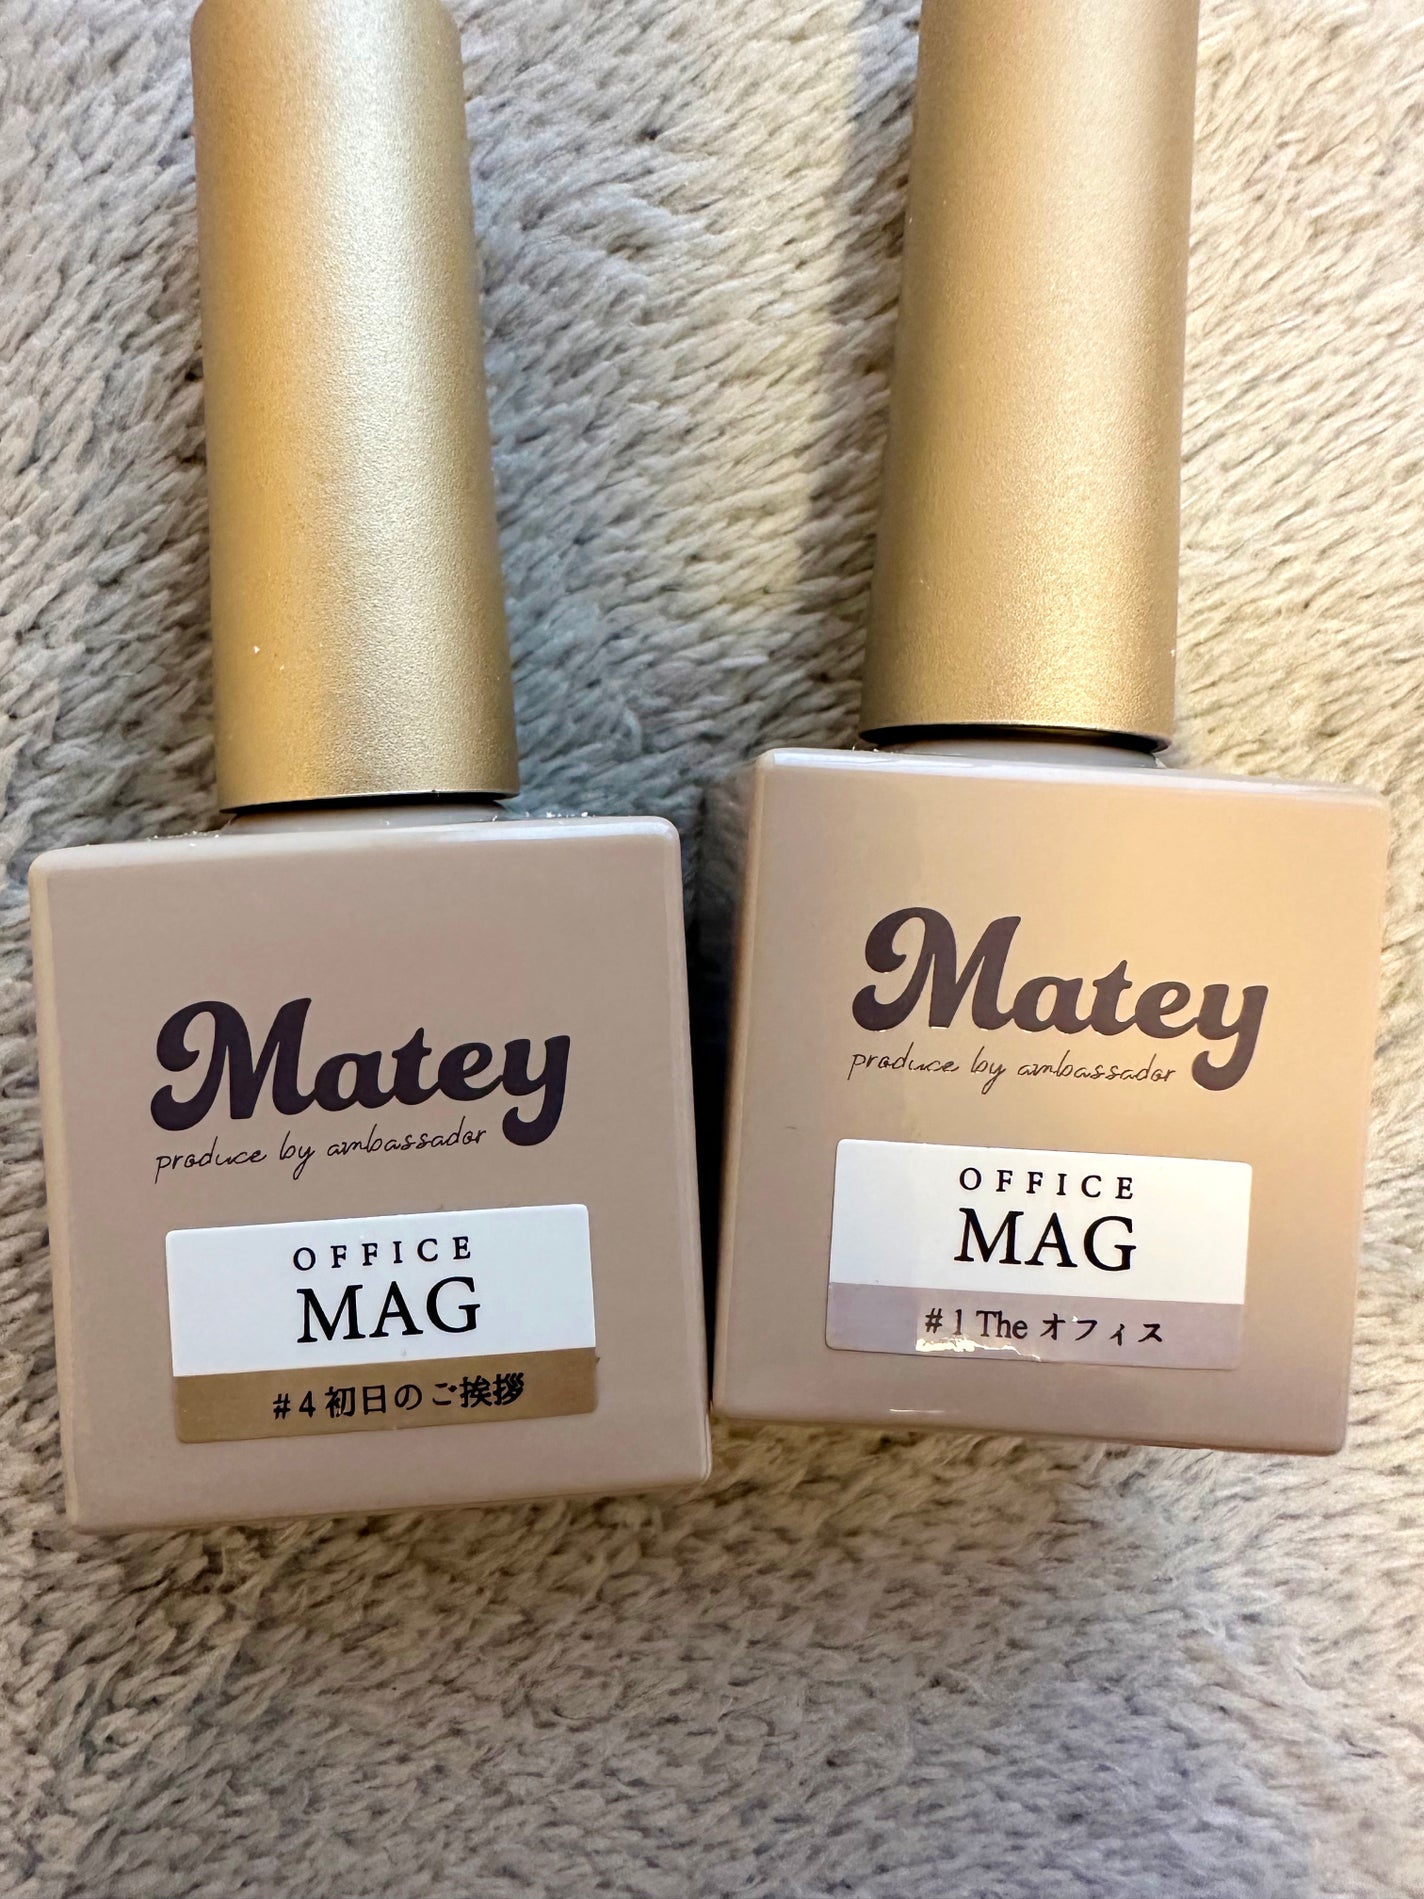 Matey
produce by ambassador
OFFICE
MAG
#4 初日のご挨拶
Matey
produce by ambassador
OFFICE
MAG
#1 The オフィス